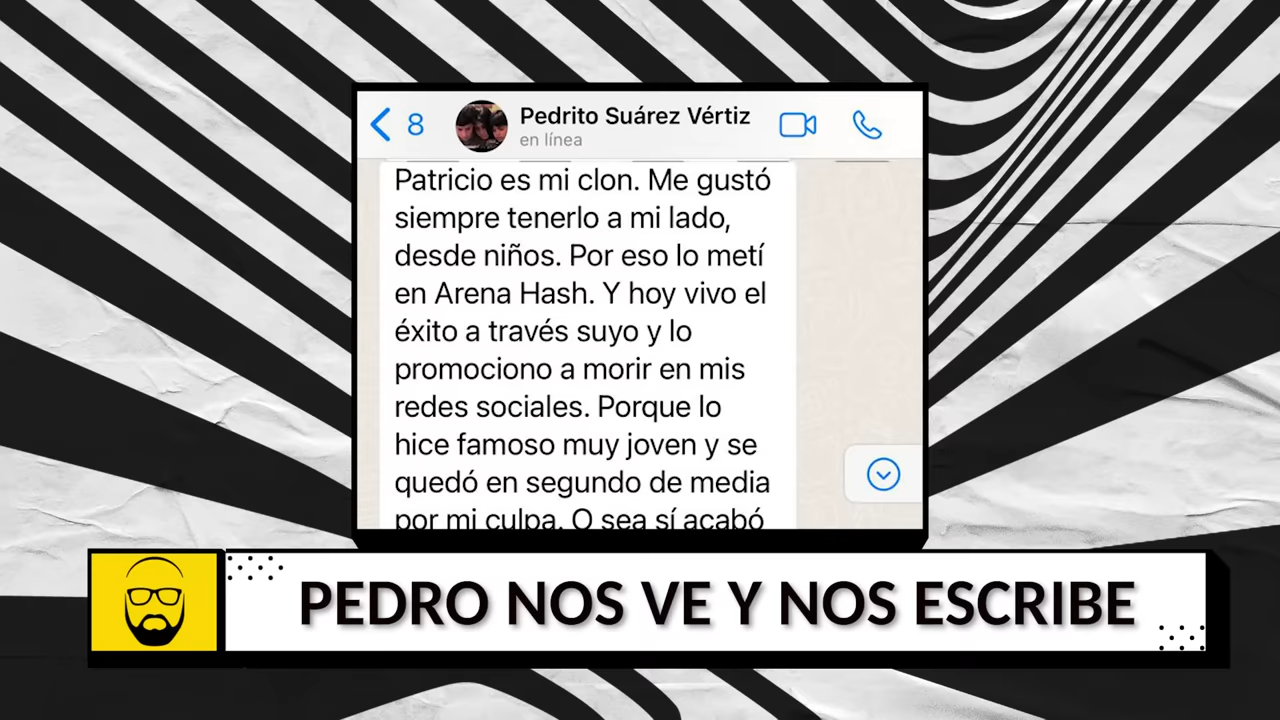 8
Pedrito Suárez Vértiz
en línea
Patricio es mi clon. Me gustó
siempre tenerlo a mi lado,
desde niños. Por eso lo metí
en Arena Hash. Y hoy vivo el
éxito a través suyo y lo
promociono a morir en mis
redes sociales. Porque lo
hice famoso muy joven y se
quedó en segundo de media
por mi culpa. O sea sí acabó
PEDRO NOS VE Y NOS ESCRIBE